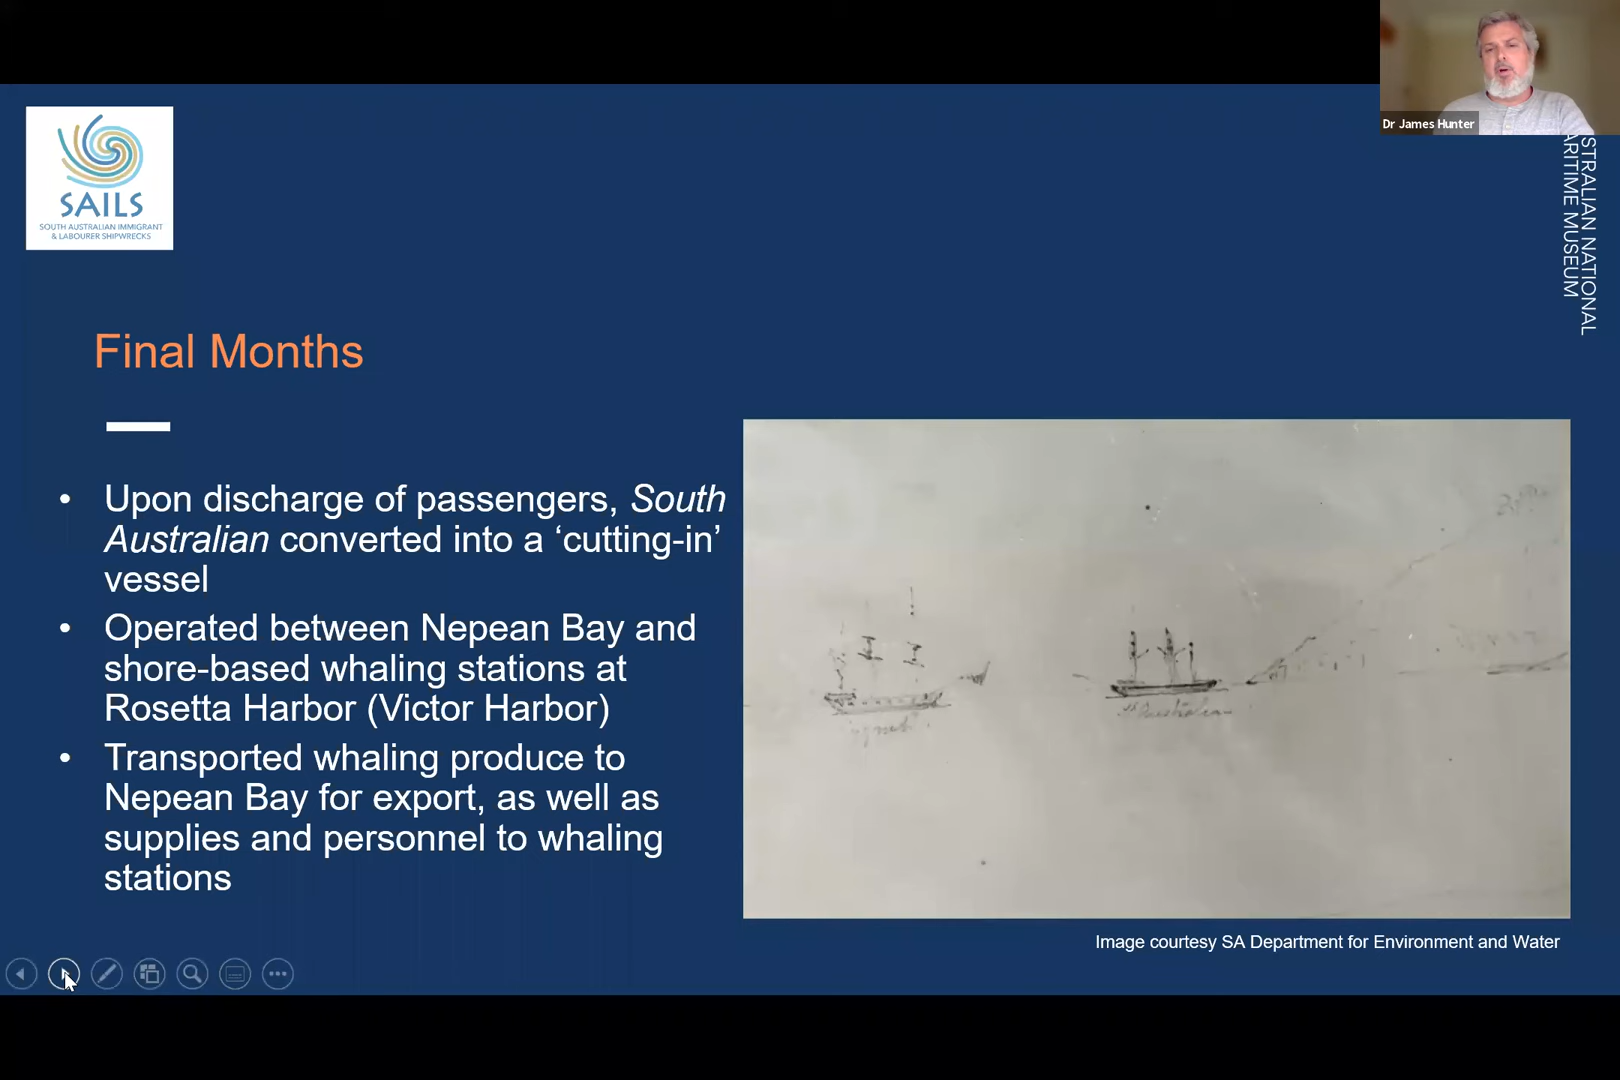 Dr James Hunter
SAILS
SOUTH AUSTRALIAN IMMIGRANT
& LABOURER SHIPWRECKS
STRALIAN NATIONAL
ARITIME MUSEUM
Final Months
• Upon discharge of passengers, South
Australian converted into a ‘cutting-in’
vessel
• Operated between Nepean Bay and
shore-based whaling stations at
Rosetta Harbor (Victor Harbor)
• Transported whaling produce to
Nepean Bay for export, as well as
supplies and personnel to whaling
stations
Image courtesy SA Department for Environment and Water